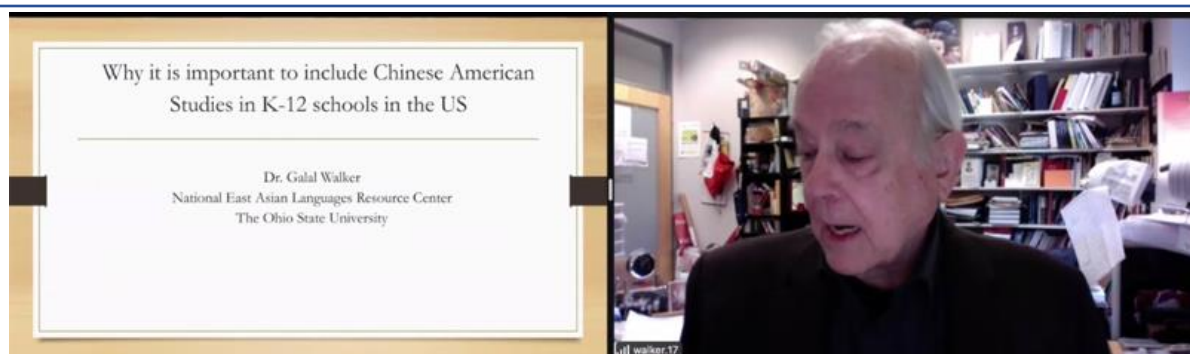 Why it is important to include Chinese American
Studies in K-12 schools in the US
Dr. Galal Walker
National East Asian Languages Resource Center
The Ohio State University
walker.17